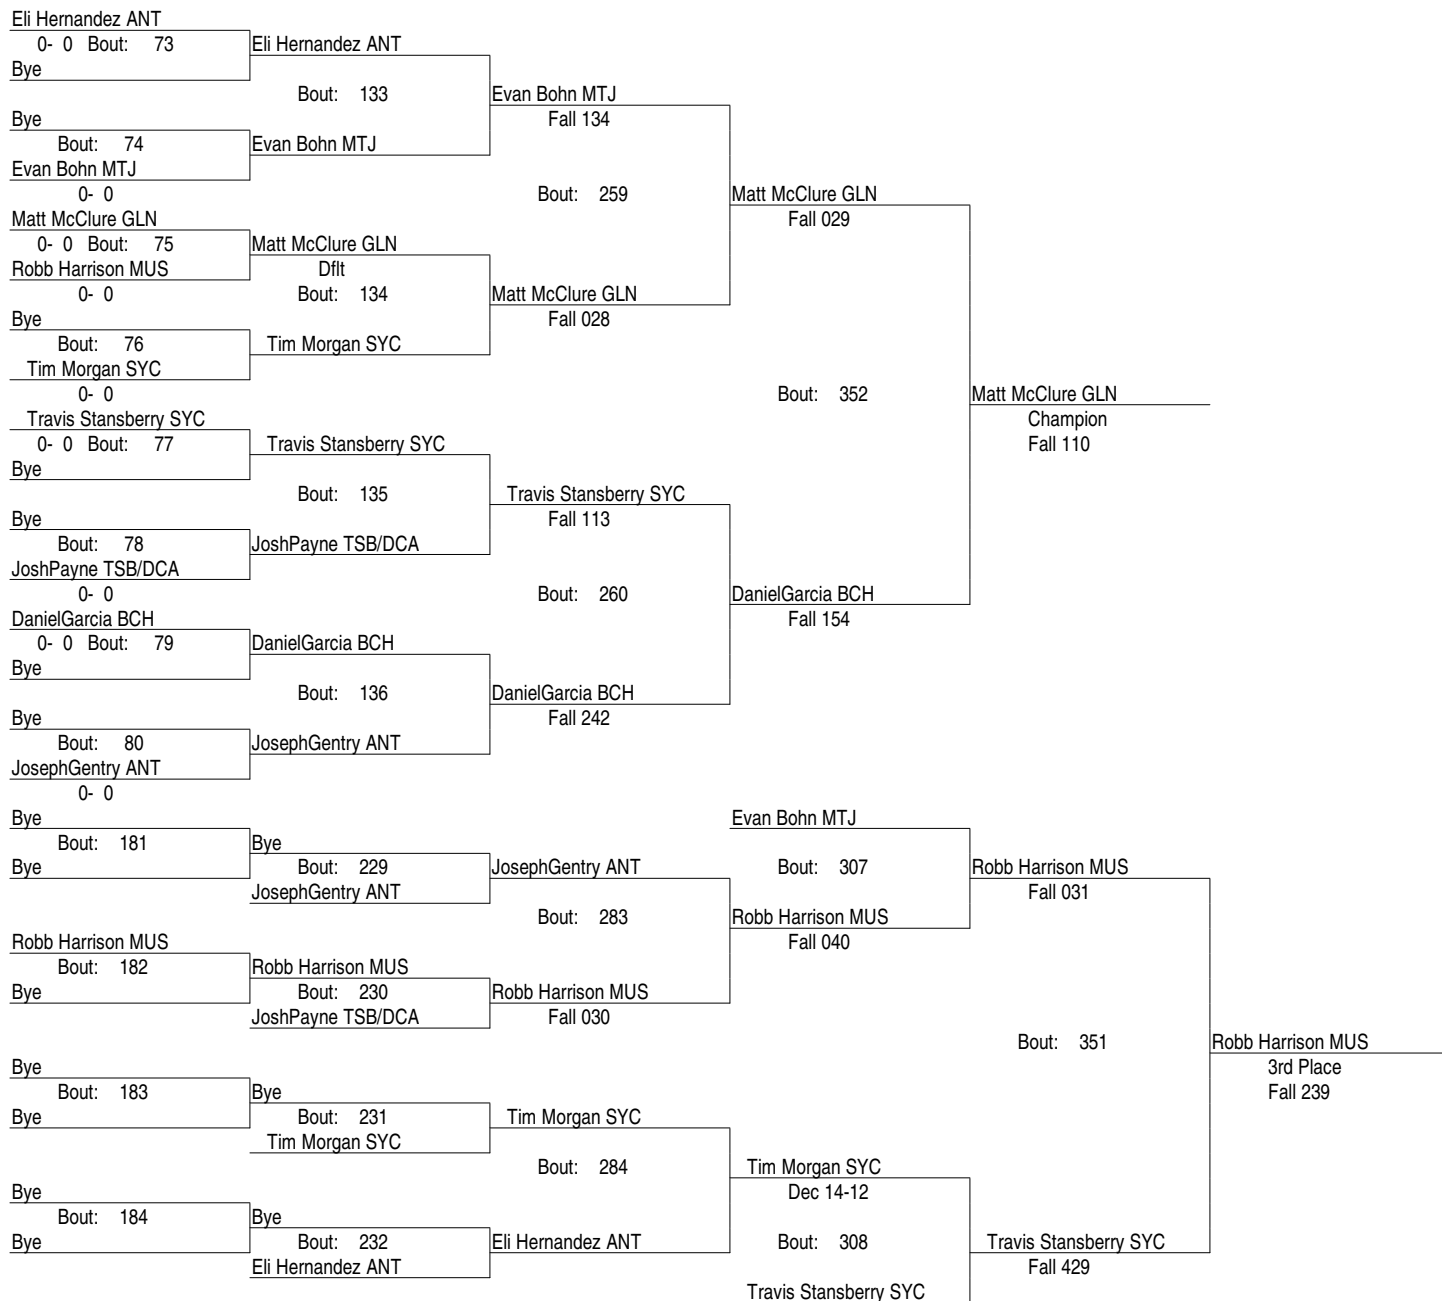 Eli Hernandez ANT
0- 0 Bout: 73 Eli Hernandez ANT
Bye
Bout: 133 Evan Bohn MTJ
Bye Fall 134
Bout: 74 Evan Bohn MTJ
Evan Bohn MTJ
0- 0 Bout: 259 Matt McClure GLN
Matt McClure GLN Fall 029
0- 0 Bout: 75 Matt McClure GLN
Robb Harrison MUS Dflt
0- 0 Bout: 134 Matt McClure GLN
Bye Fall 028
Bout: 76 Tim Morgan SYC
Tim Morgan SYC
0- 0 Bout: 352 Matt McClure GLN
Travis Stansberry SYC Champion
0- 0 Bout: 77 Travis Stansberry SYC Fall 110
Bye
Bout: 135 Travis Stansberry SYC
Bye Fall 113
Bout: 78 JoshPayne TSB/DCA
JoshPayne TSB/DCA
0- 0 Bout: 260 DanielGarcia BCH
DanielGarcia BCH Fall 154
0- 0 Bout: 79 DanielGarcia BCH
Bye
Bout: 136 DanielGarcia BCH
Bye Fall 242
Bout: 80 JosephGentry ANT
JosephGentry ANT
0- 0
Bye Evan Bohn MTJ
Bout: 181 Bye
Bye Bout: 229 JosephGentry ANT Bout: 307 Robb Harrison MUS
JosephGentry ANT Fall 031
Bout: 283 Robb Harrison MUS
Robb Harrison MUS Fall 040
Bout: 182 Robb Harrison MUS
Bye Bout: 230 Robb Harrison MUS
JoshPayne TSB/DCA Fall 030
Bout: 351 Robb Harrison MUS
Bye 3rd Place
Bout: 183 Bye Fall 239
Bye Bout: 231 Tim Morgan SYC
Tim Morgan SYC
Bout: 284 Tim Morgan SYC
Bye Dec 14-12
Bout: 184 Bye
Bye Bout: 232 Eli Hernandez ANT Bout: 308 Travis Stansberry SYC
Eli Hernandez ANT Fall 429
Travis Stansberry SYC